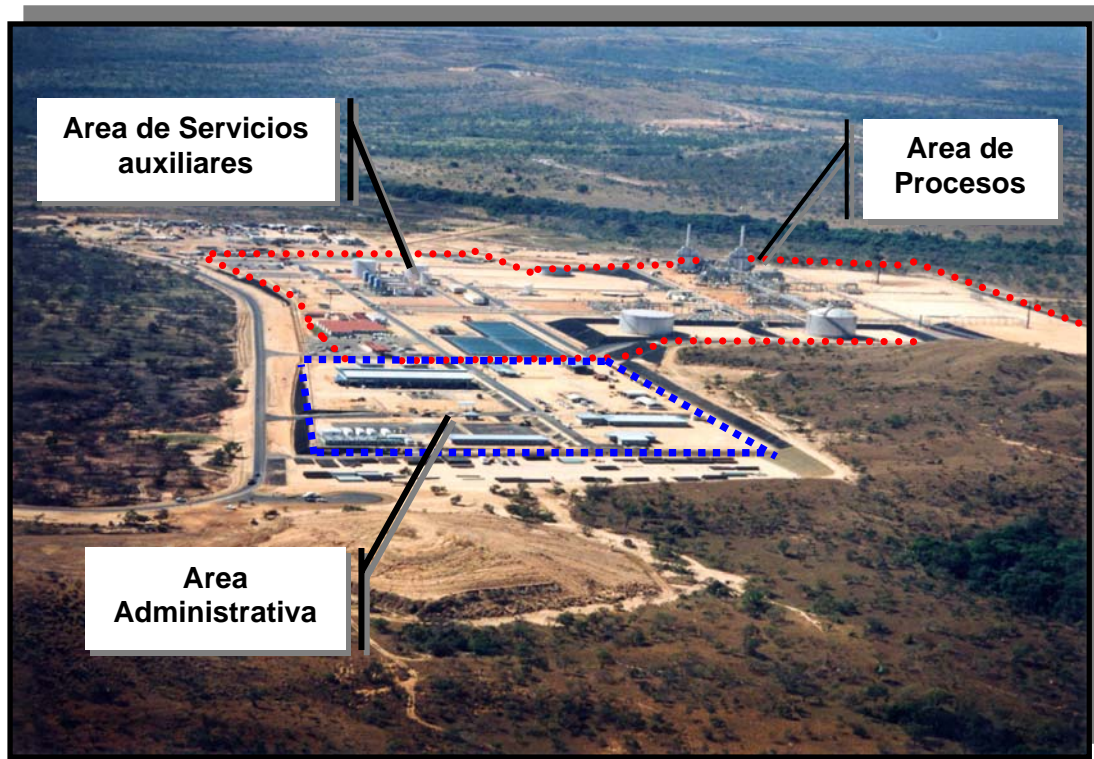 Area de Servicios
auxiliares
Area de
Procesos
Area
Administrativa